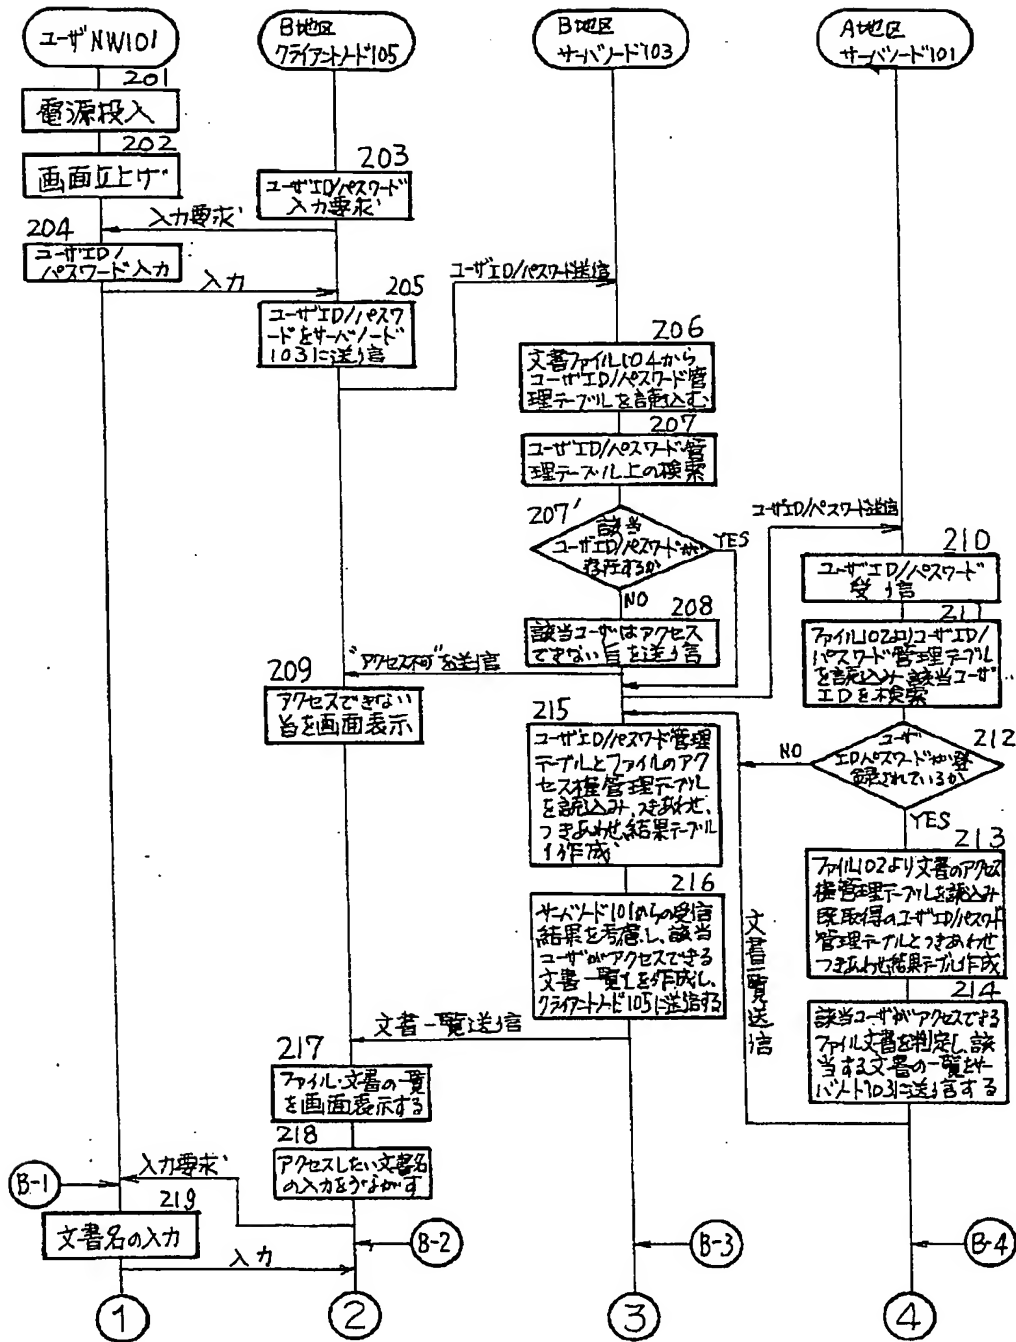 ユーザNW101
B地区
クライアントノード105
B地区
サーバノード103
A地区
サーバノード101
201
電源投入
202
画面立上げ
203
ユーザID/パスワード
入力要求
入力要求
204
ユーザID/
パスワード入力
入力
205
ユーザID/パスワ
ードをサーバノード
103に送信
ユーザID/パスワード送信
206
文書ファイル104から
ユーザID/パスワード管
理テーブルを読込む
207
ユーザID/パスワード管
理テーブル上の検索
207'
該当
ユーザID/パスワードが
存在するか
YES
NO
208
該当ユーザはアクセス
できない旨を送信
"アクセス不可"を送信
209
アクセスできない
旨を画面表示
ユーザID/パスワード送信
210
ユーザID/パスワード
受信
211
ファイル102よりユーザID/
パスワード管理テーブル
を読込み、該当ユーザ
IDを検索
212
ユーザ
IDパスワードが登
録されているか
NO
YES
213
ファイル102より文書のアクセス
権管理テーブルを読込み
既取得のユーザID/パスワード
管理テーブルとつきあわせ
つきあわせ結果テーブル作成
214
該当ユーザがアクセスできる
ファイル文書を判定し、該
当する文書の一覧をサー
バノード103に送信する
文書一覧送信
215
ユーザID/パスワード管理
テーブルとファイルのアク
セス権管理テーブル
を読込み、つきあわせ、
つきあわせ結果テーブル
を作成
216
サーバノード101からの受信
結果を考慮し、該当
ユーザがアクセスできる
文書一覧を作成し、
クライアントノード105に送信する
文書一覧送信
217
ファイル・文書の一覧
を画面表示する
218
アクセスしたい文書名
の入力をうながす
入力要求
B-1
219
文書名の入力
入力
B-2
B-3
B-4
1
2
3
4